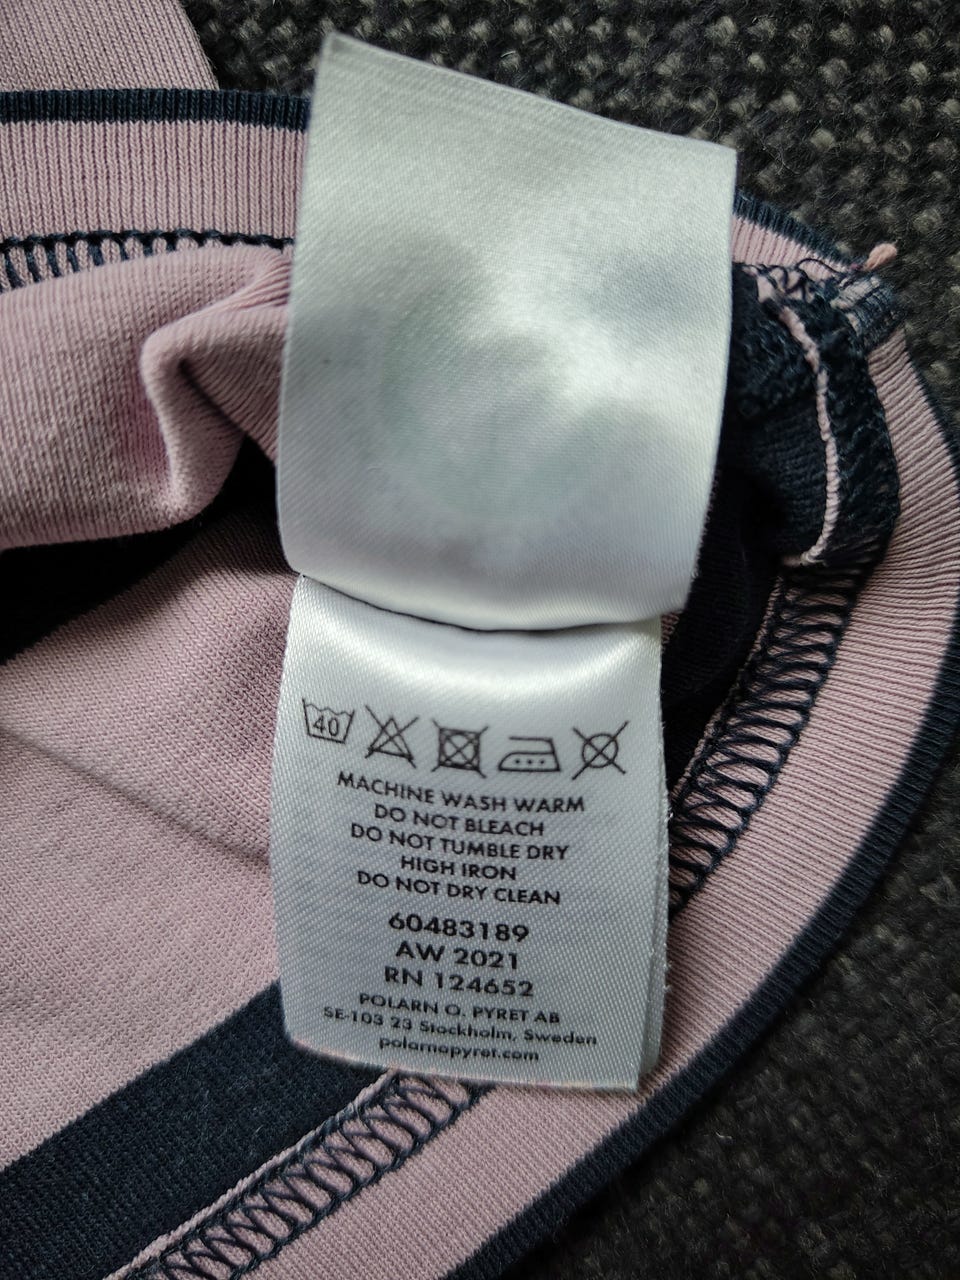 40
MACHINE WASH WARM
DO NOT BLEACH
DO NOT TUMBLE DRY
HIGH IRON
DO NOT DRY CLEAN
60483189
AW 2021
RN 124652
POLARN O. PYRET AB
SE-103 23 Stockholm, Sweden
polarnopyret.com